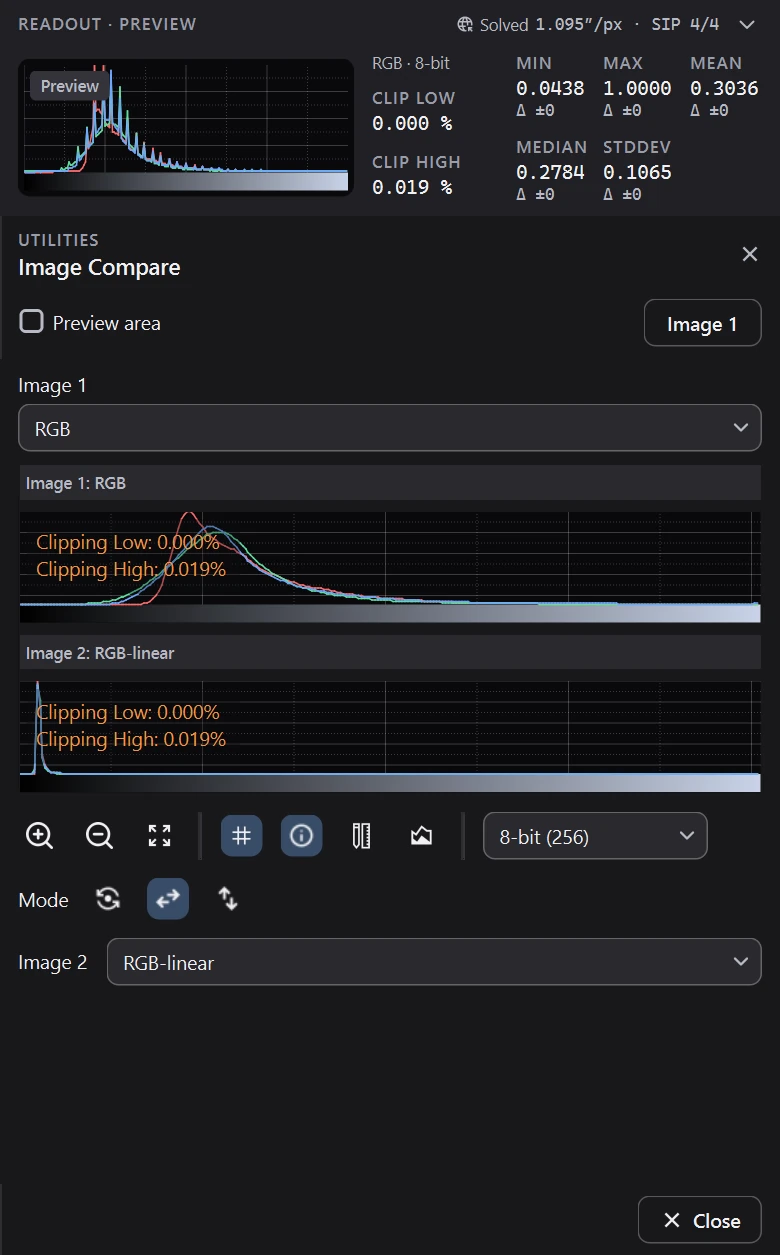 READOUT · PREVIEW
Solved 1.095″/px · SIP 4/4
Preview
RGB · 8-bit
CLIP LOW
0.000 %
CLIP HIGH
0.019 %
MIN MAX MEAN
0.0438 1.0000 0.3036
Δ ±0 Δ ±0 Δ ±0
MEDIAN STDDEV
0.2784 0.1065
Δ ±0 Δ ±0
UTILITIES
Image Compare
Preview area
Image 1
Image 1
RGB
Image 1: RGB
Clipping Low: 0.000%
Clipping High: 0.019%
Image 2: RGB-linear
Clipping Low: 0.000%
Clipping High: 0.019%
8-bit (256)
Mode
Image 2 RGB-linear
Close